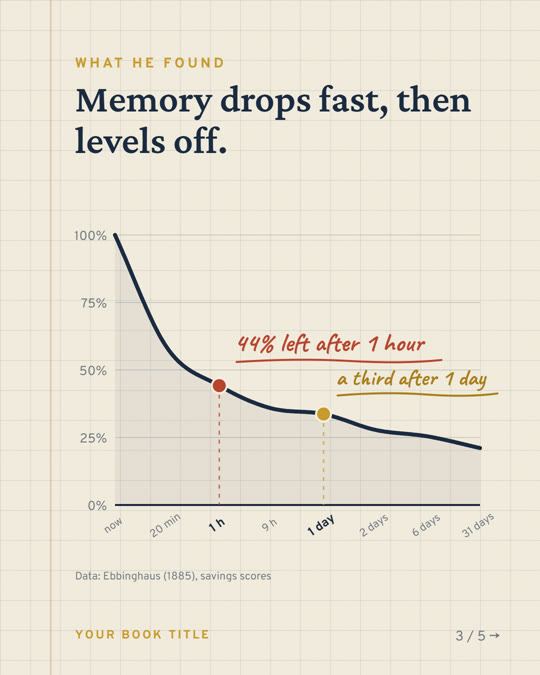 WHAT HE FOUND
Memory drops fast, then
levels off.
100%
75%
44% left after 1 hour
50%
a third after 1 day
25%
0%
now 20 min 1 h 9 h 1 day 2 days 6 days 31 days
Data: Ebbinghaus (1885), savings scores
YOUR BOOK TITLE 3 / 5 →